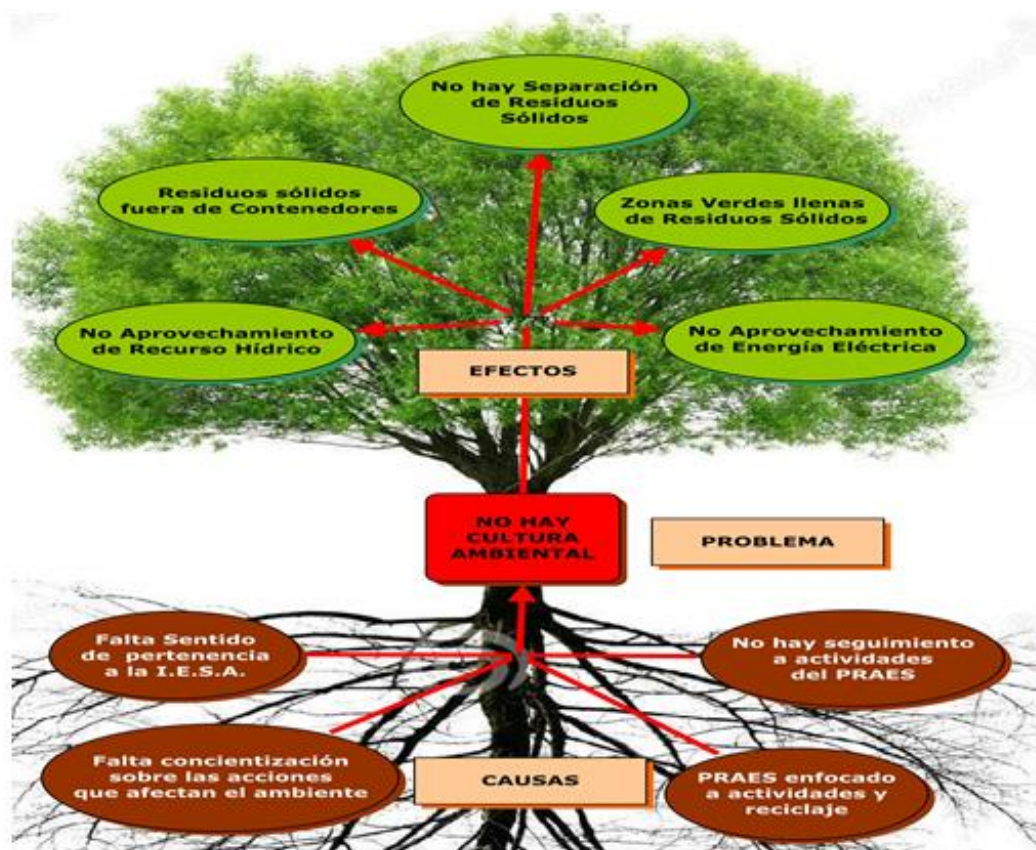 No hay Separación
de Residuos
Sólidos
Residuos sólidos
fuera de Contenedores
Zonas Verdes llenas
de Residuos Sólidos
No Aprovechamiento
de Recurso Hídrico
No Aprovechamiento
de Energía Eléctrica
EFECTOS
NO HAY
CULTURA
AMBIENTAL
PROBLEMA
Falta Sentido
de pertenencia
a la I.E.S.A.
No hay seguimiento
a actividades
del PRAES
Falta concientización
sobre las acciones
que afectan el ambiente
CAUSAS
PRAES enfocado
a actividades y
reciclaje